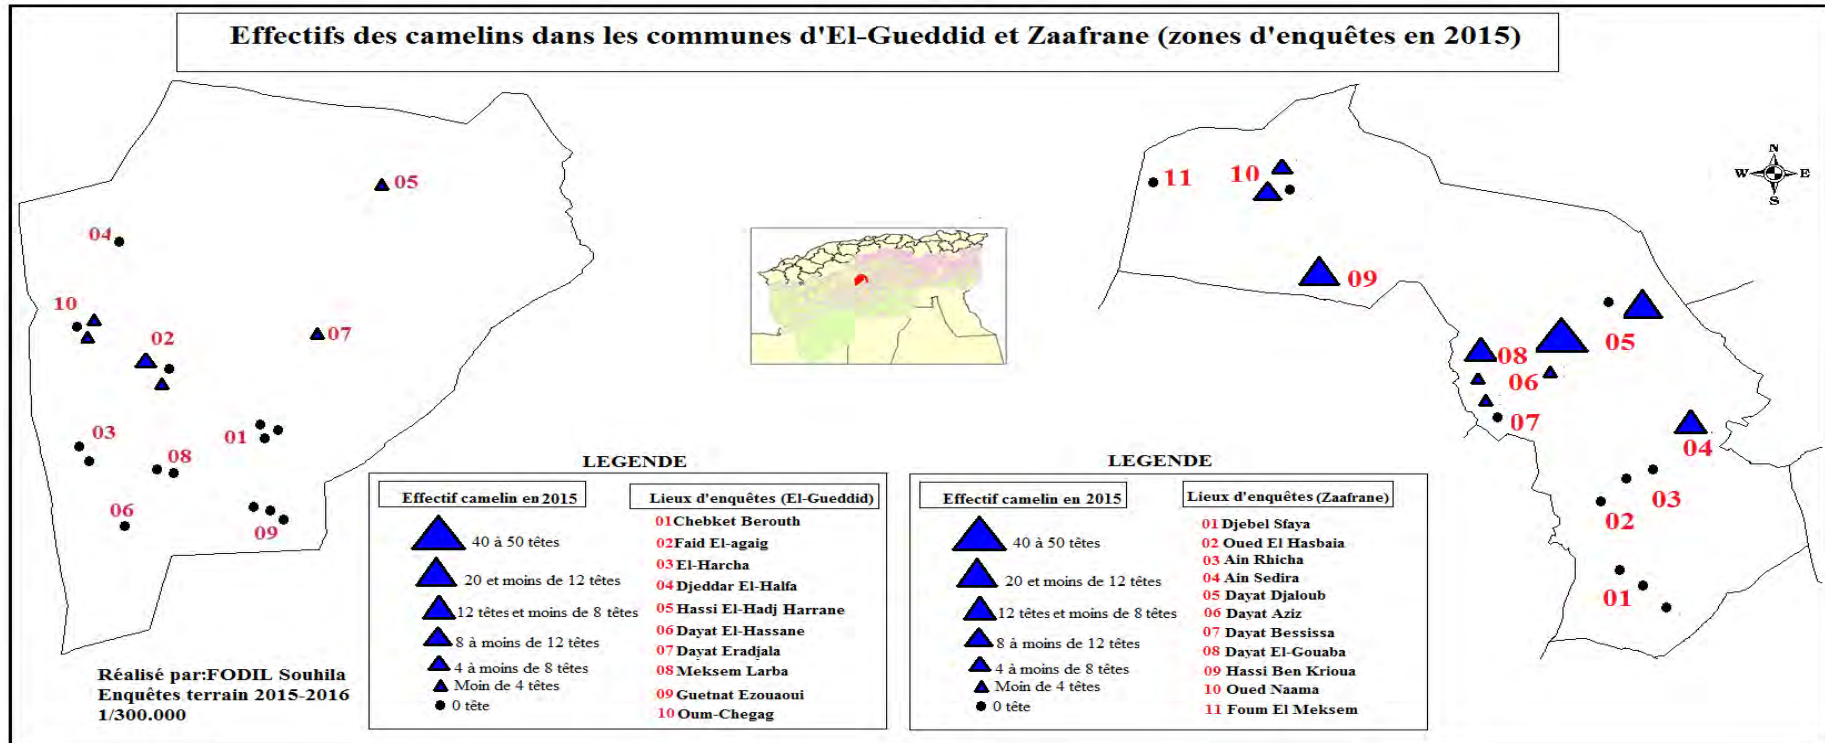 Effectifs des camelins dans les communes d'El-Gueddid et Zaafrane (zones d'enquêtes en 2015)
05
04
10
02
07
03
01
08
06
09
11
10
09
05
08
06
07
04
03
02
01
N
W
E
S
Réalisé par:FODIL Souhila
Enquêtes terrain 2015-2016
1/300.000
LEGENDE
Effectif camelin en 2015
40 à 50 têtes
20 et moins de 12 têtes
12 têtes et moins de 8 têtes
8 à moins de 12 têtes
4 à moins de 8 têtes
Moin de 4 têtes
0 tête
Lieux d'enquêtes (El-Gueddid)
01 Chebket Berouth
02 Faid El-agaig
03 El-Harcha
04 Djeddar El-Halfa
05 Hassi El-Hadj Harrane
06 Dayat El-Hassane
07 Dayat Eradjala
08 Meksem Larba
09 Guetnat Ezouaoui
10 Oum-Chegag
LEGENDE
Effectif camelin en 2015
40 à 50 têtes
20 et moins de 12 têtes
12 têtes et moins de 8 têtes
8 à moins de 12 têtes
4 à moins de 8 têtes
Moin de 4 têtes
0 tête
Lieux d'enquêtes (Zaafrane)
01 Djebel Sfaya
02 Oued El Hasbaia
03 Ain Rhicha
04 Ain Sedira
05 Dayat Djaloub
06 Dayat Aziz
07 Dayat Bessissa
08 Dayat El-Gouaba
09 Hassi Ben Krioua
10 Oued Naama
11 Foum El Meksem